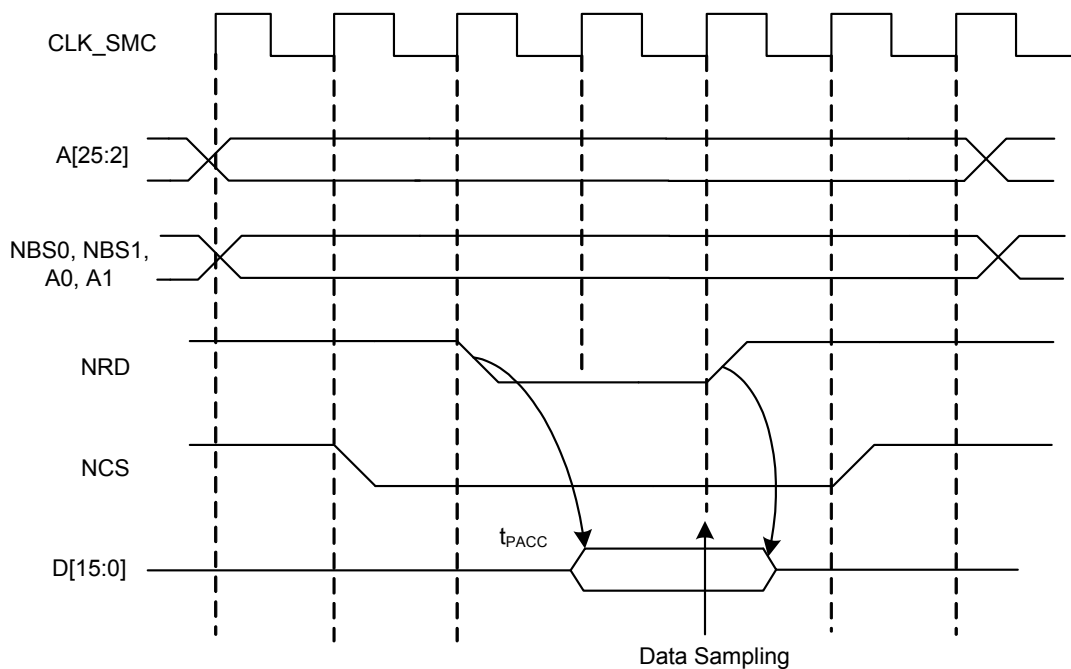 CLK_SMC
A[25:2]
NBS0, NBS1,
A0, A1
NRD
NCS
tPACC
D[15:0]
Data Sampling